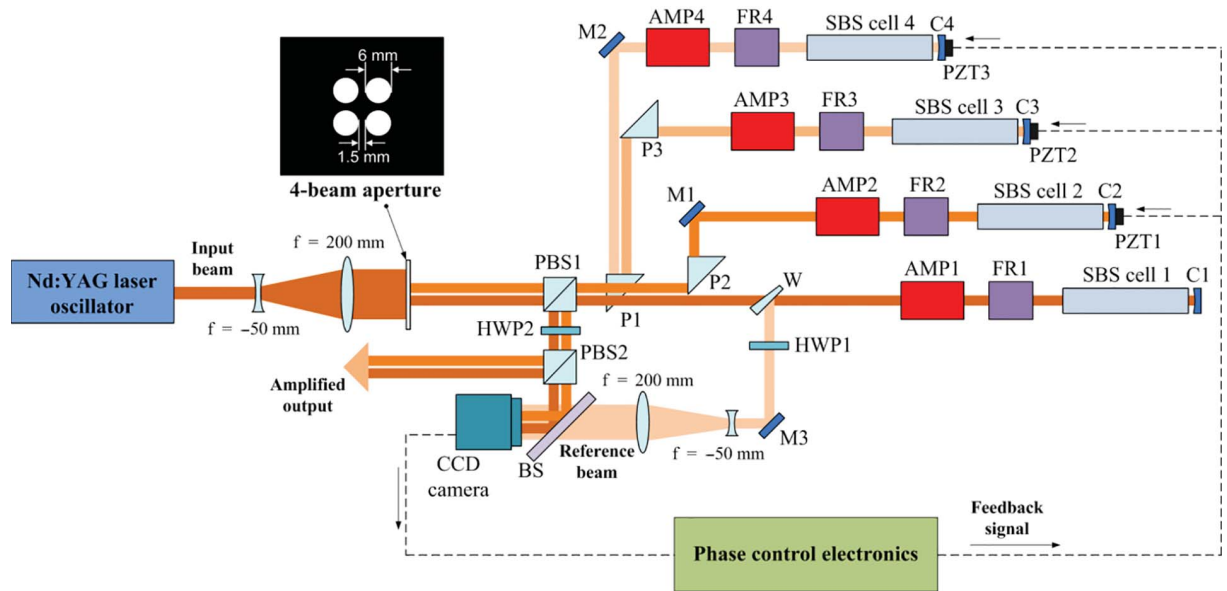 M2
AMP4
FR4
SBS cell 4
C4
PZT3
6 mm
1.5 mm
4-beam aperture
P3
AMP3
FR3
SBS cell 3
C3
PZT2
M1
AMP2
FR2
SBS cell 2
C2
PZT1
Nd:YAG laser
oscillator
Input
beam
f = 200 mm
f = −50 mm
PBS1
P1
P2
W
AMP1
FR1
SBS cell 1
C1
HWP2
HWP1
PBS2
Amplified
output
f = 200 mm
CCD
camera
BS
Reference
beam
f = −50 mm
M3
Phase control electronics
Feedback
signal